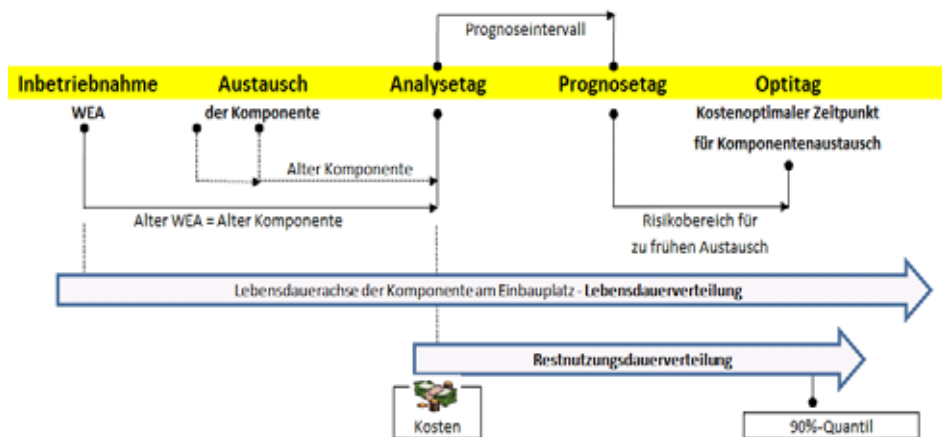 Prognoseintervall
Inbetriebnahme Austausch Analysetag Prognosetag Optitag
WEA der Komponente Kostenoptimaler Zeitpunkt
für Komponentenaustausch
Alter Komponente
Alter WEA = Alter Komponente Risikobereich für
zu frühen Austausch
Lebensdauerachse der Komponente am Einbauplatz - Lebensdauerverteilung
Restnutzungsdauerverteilung
Kosten 90%-Quantil